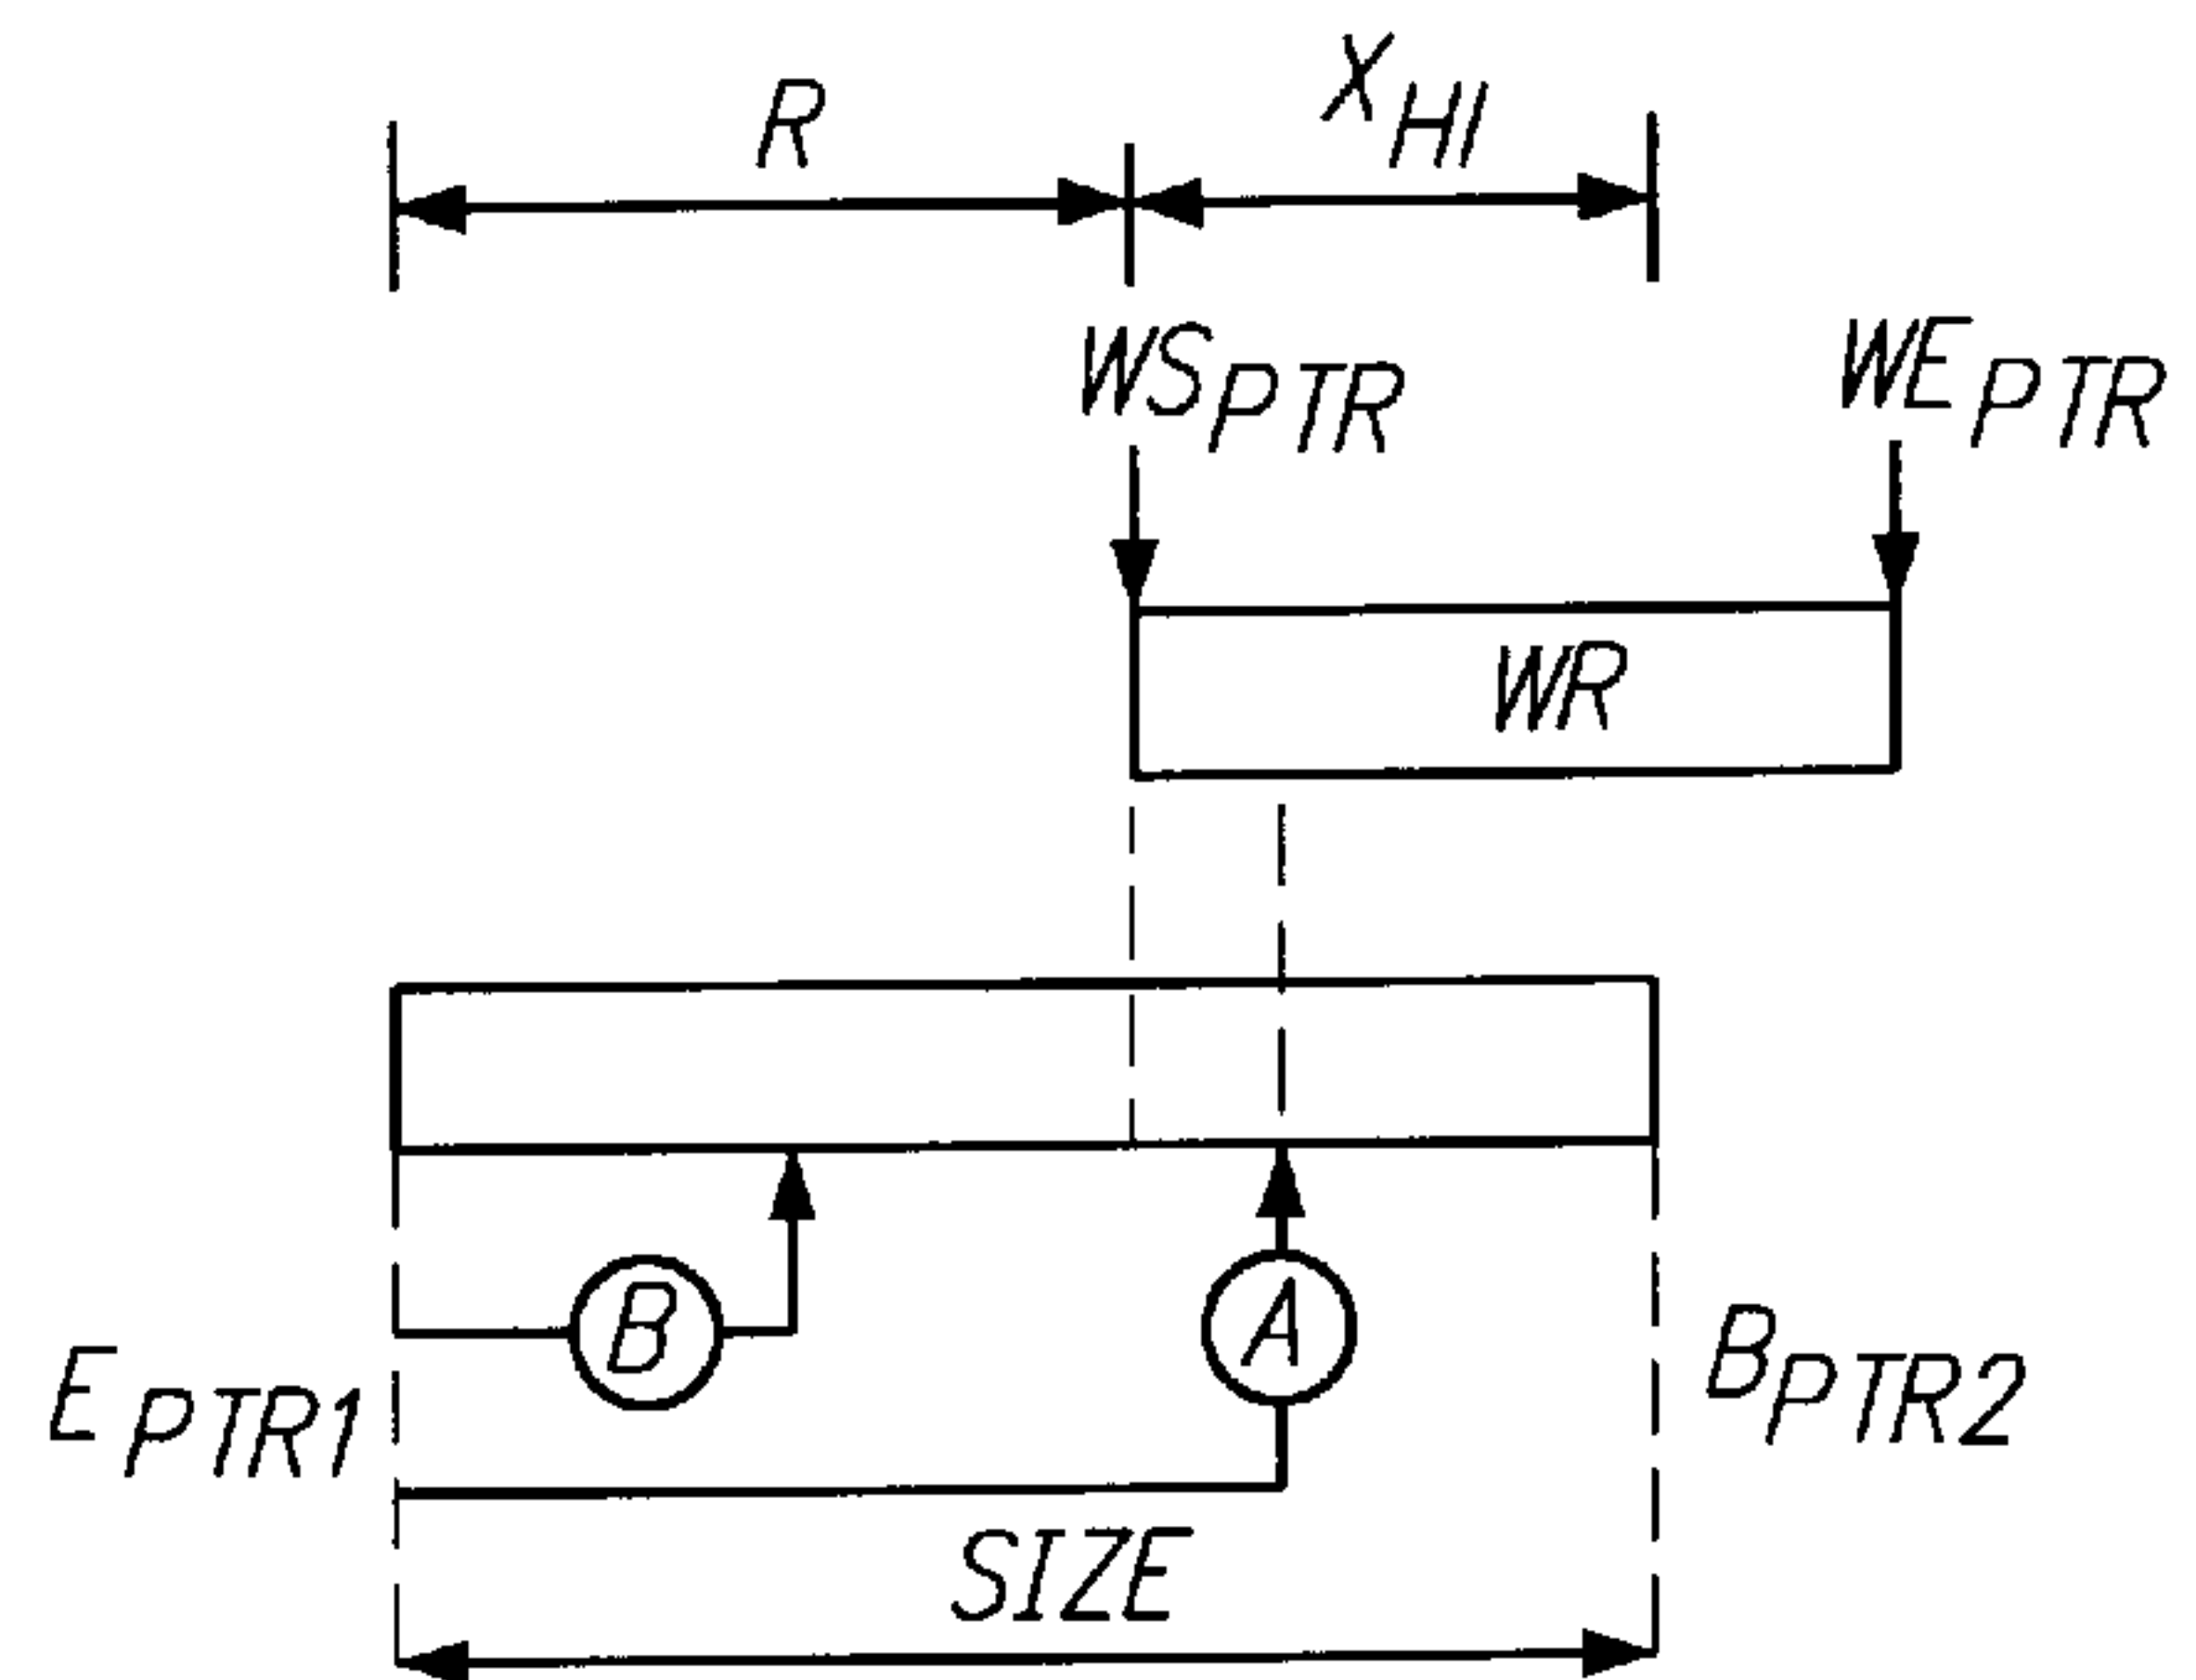 R
X_HI
WS_PTR
WE_PTR
WR
B
A
E_PTR1
B_PTR2
SIZE